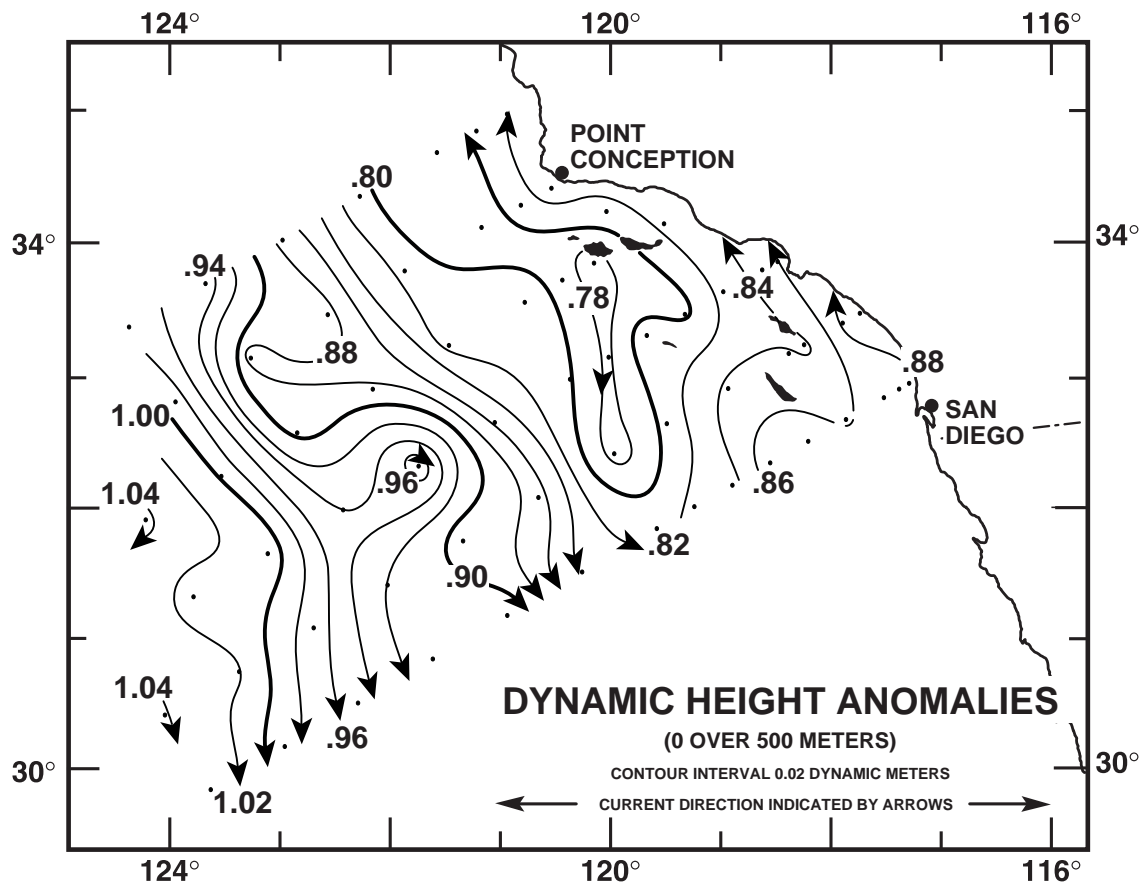 124° 120° 116°
POINT
CONCEPTION
.80
34° 34°
.94
.84
.78
.88 .88
1.00
SAN
DIEGO
.96 .86
1.04
.82
.90
1.04
DYNAMIC HEIGHT ANOMALIES
.96
(0 OVER 500 METERS)
30° 30°
CONTOUR INTERVAL 0.02 DYNAMIC METERS
1.02
CURRENT DIRECTION INDICATED BY ARROWS
124° 120° 116°